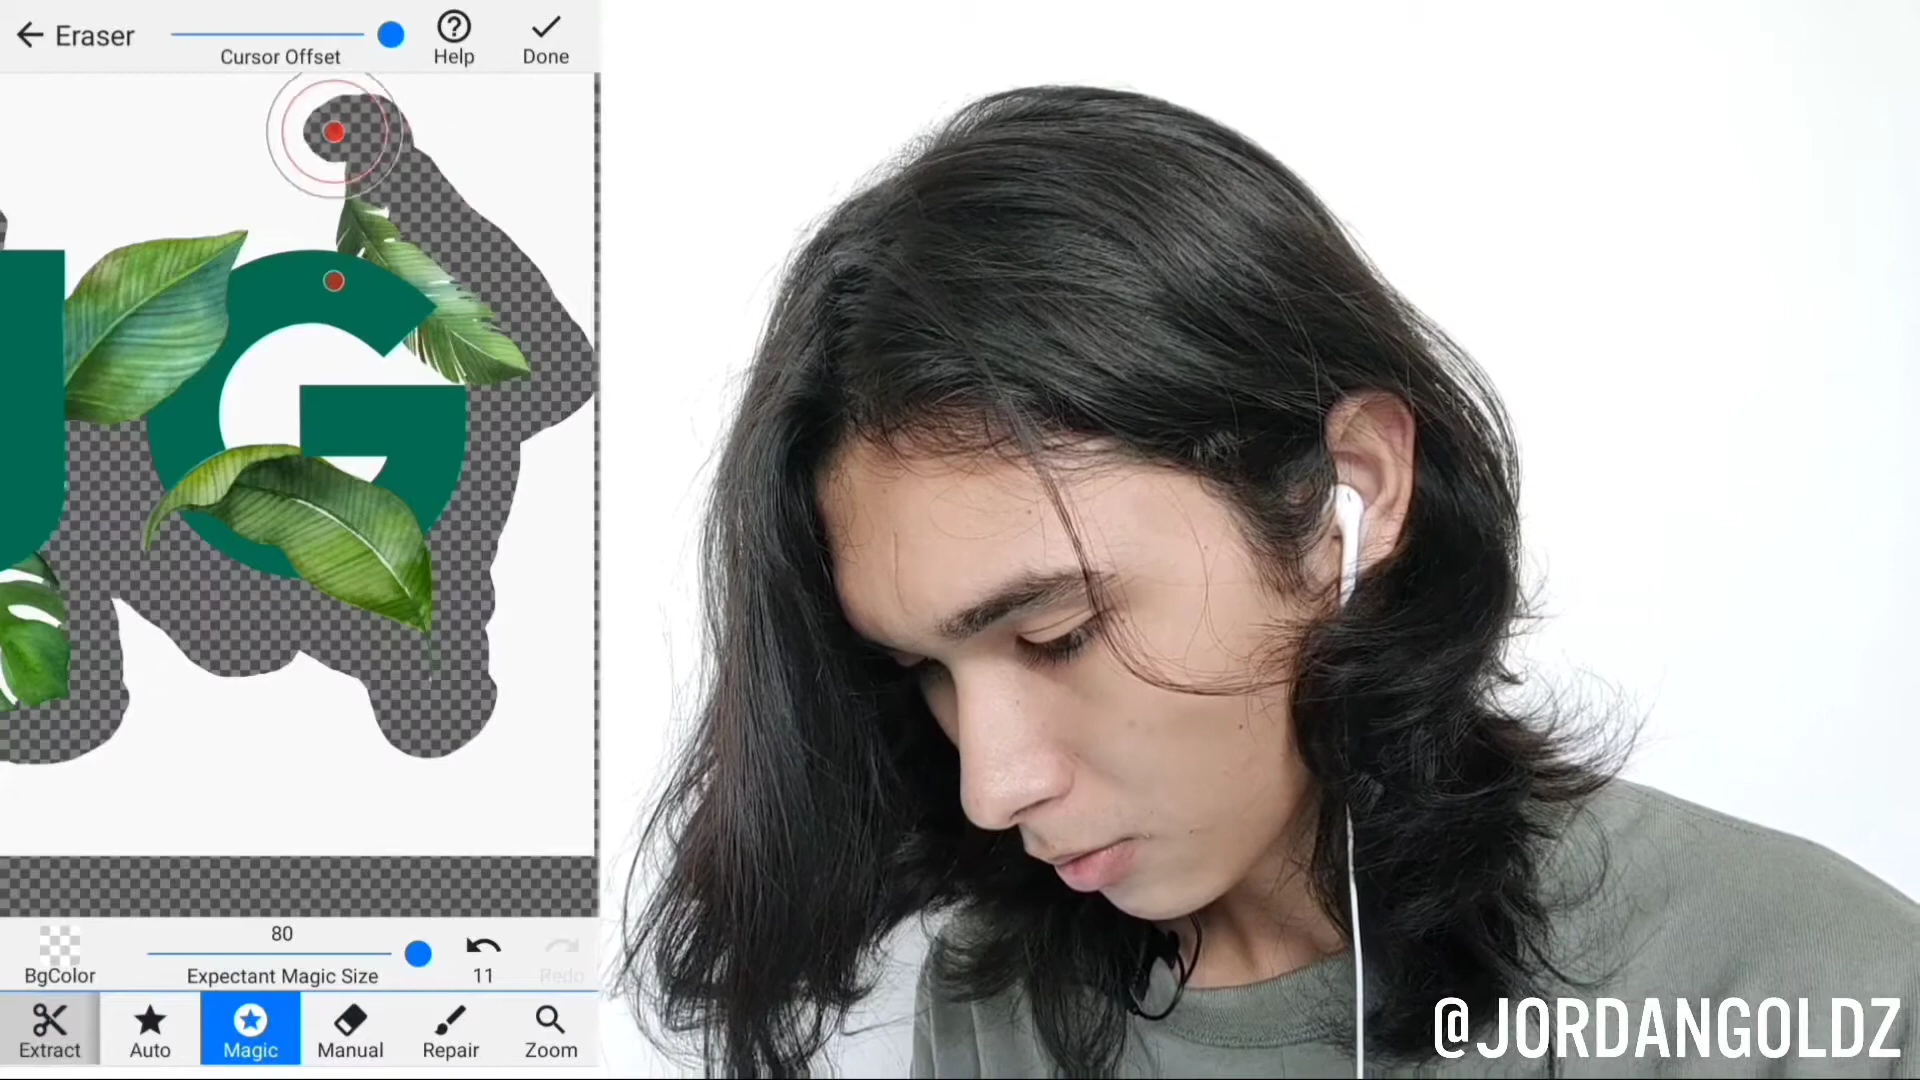 Eraser
Cursor Offset
Help
Done
G
80
BgColor
Expectant Magic Size
11
Redo
Extract
Auto
Magic
Manual
Repair
Zoom
@JORDANGOLDZ